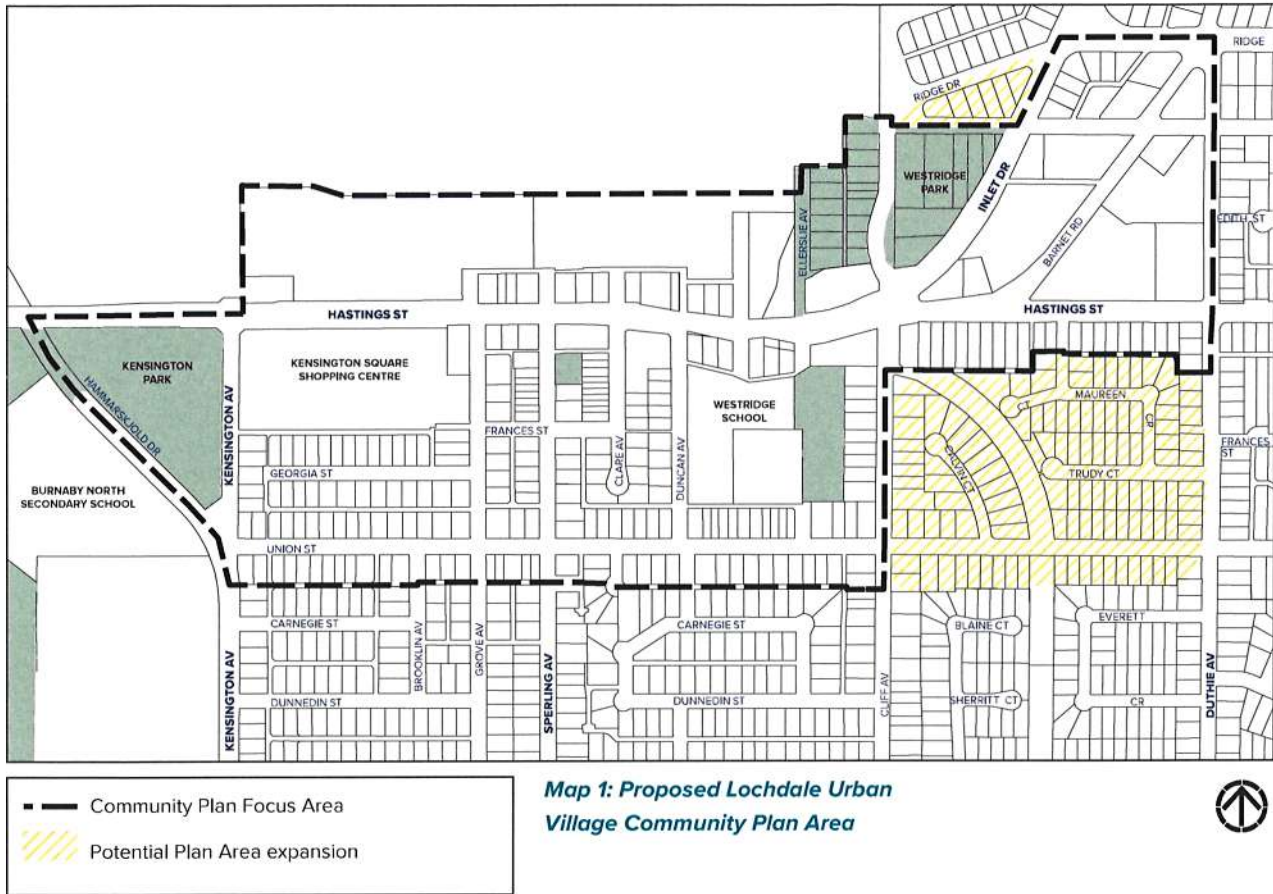 RIDGE
RIDGE DR
WESTRIDGE
PARK
INLET DR
ELLERSLIE AV
BARNET RD
EDITH ST
HASTINGS ST
HASTINGS ST
KENSINGTON
PARK
HAMMARSKJOLD DR
KENSINGTON AV
KENSINGTON SQUARE
SHOPPING CENTRE
WESTRIDGE
SCHOOL
CT
MAUREEN
CR
FRANCES ST
CLARE AV
DUNCAN AV
CALVIN CT
FRANCES
ST
GEORGIA ST
TRUDY CT
BURNABY NORTH
SECONDARY SCHOOL
UNION ST
CARNEGIE ST
CARNEGIE ST
BLAINE CT
EVERETT
KENSINGTON AV
BROOKLIN AV
GROVE AV
SPERLING AV
CLIFF AV
DUTHIE AV
DUNNEDIN ST
DUNNEDIN ST
SHERRITT CT
CR
Community Plan Focus Area
Potential Plan Area expansion
Map 1: Proposed Lochdale Urban
Village Community Plan Area